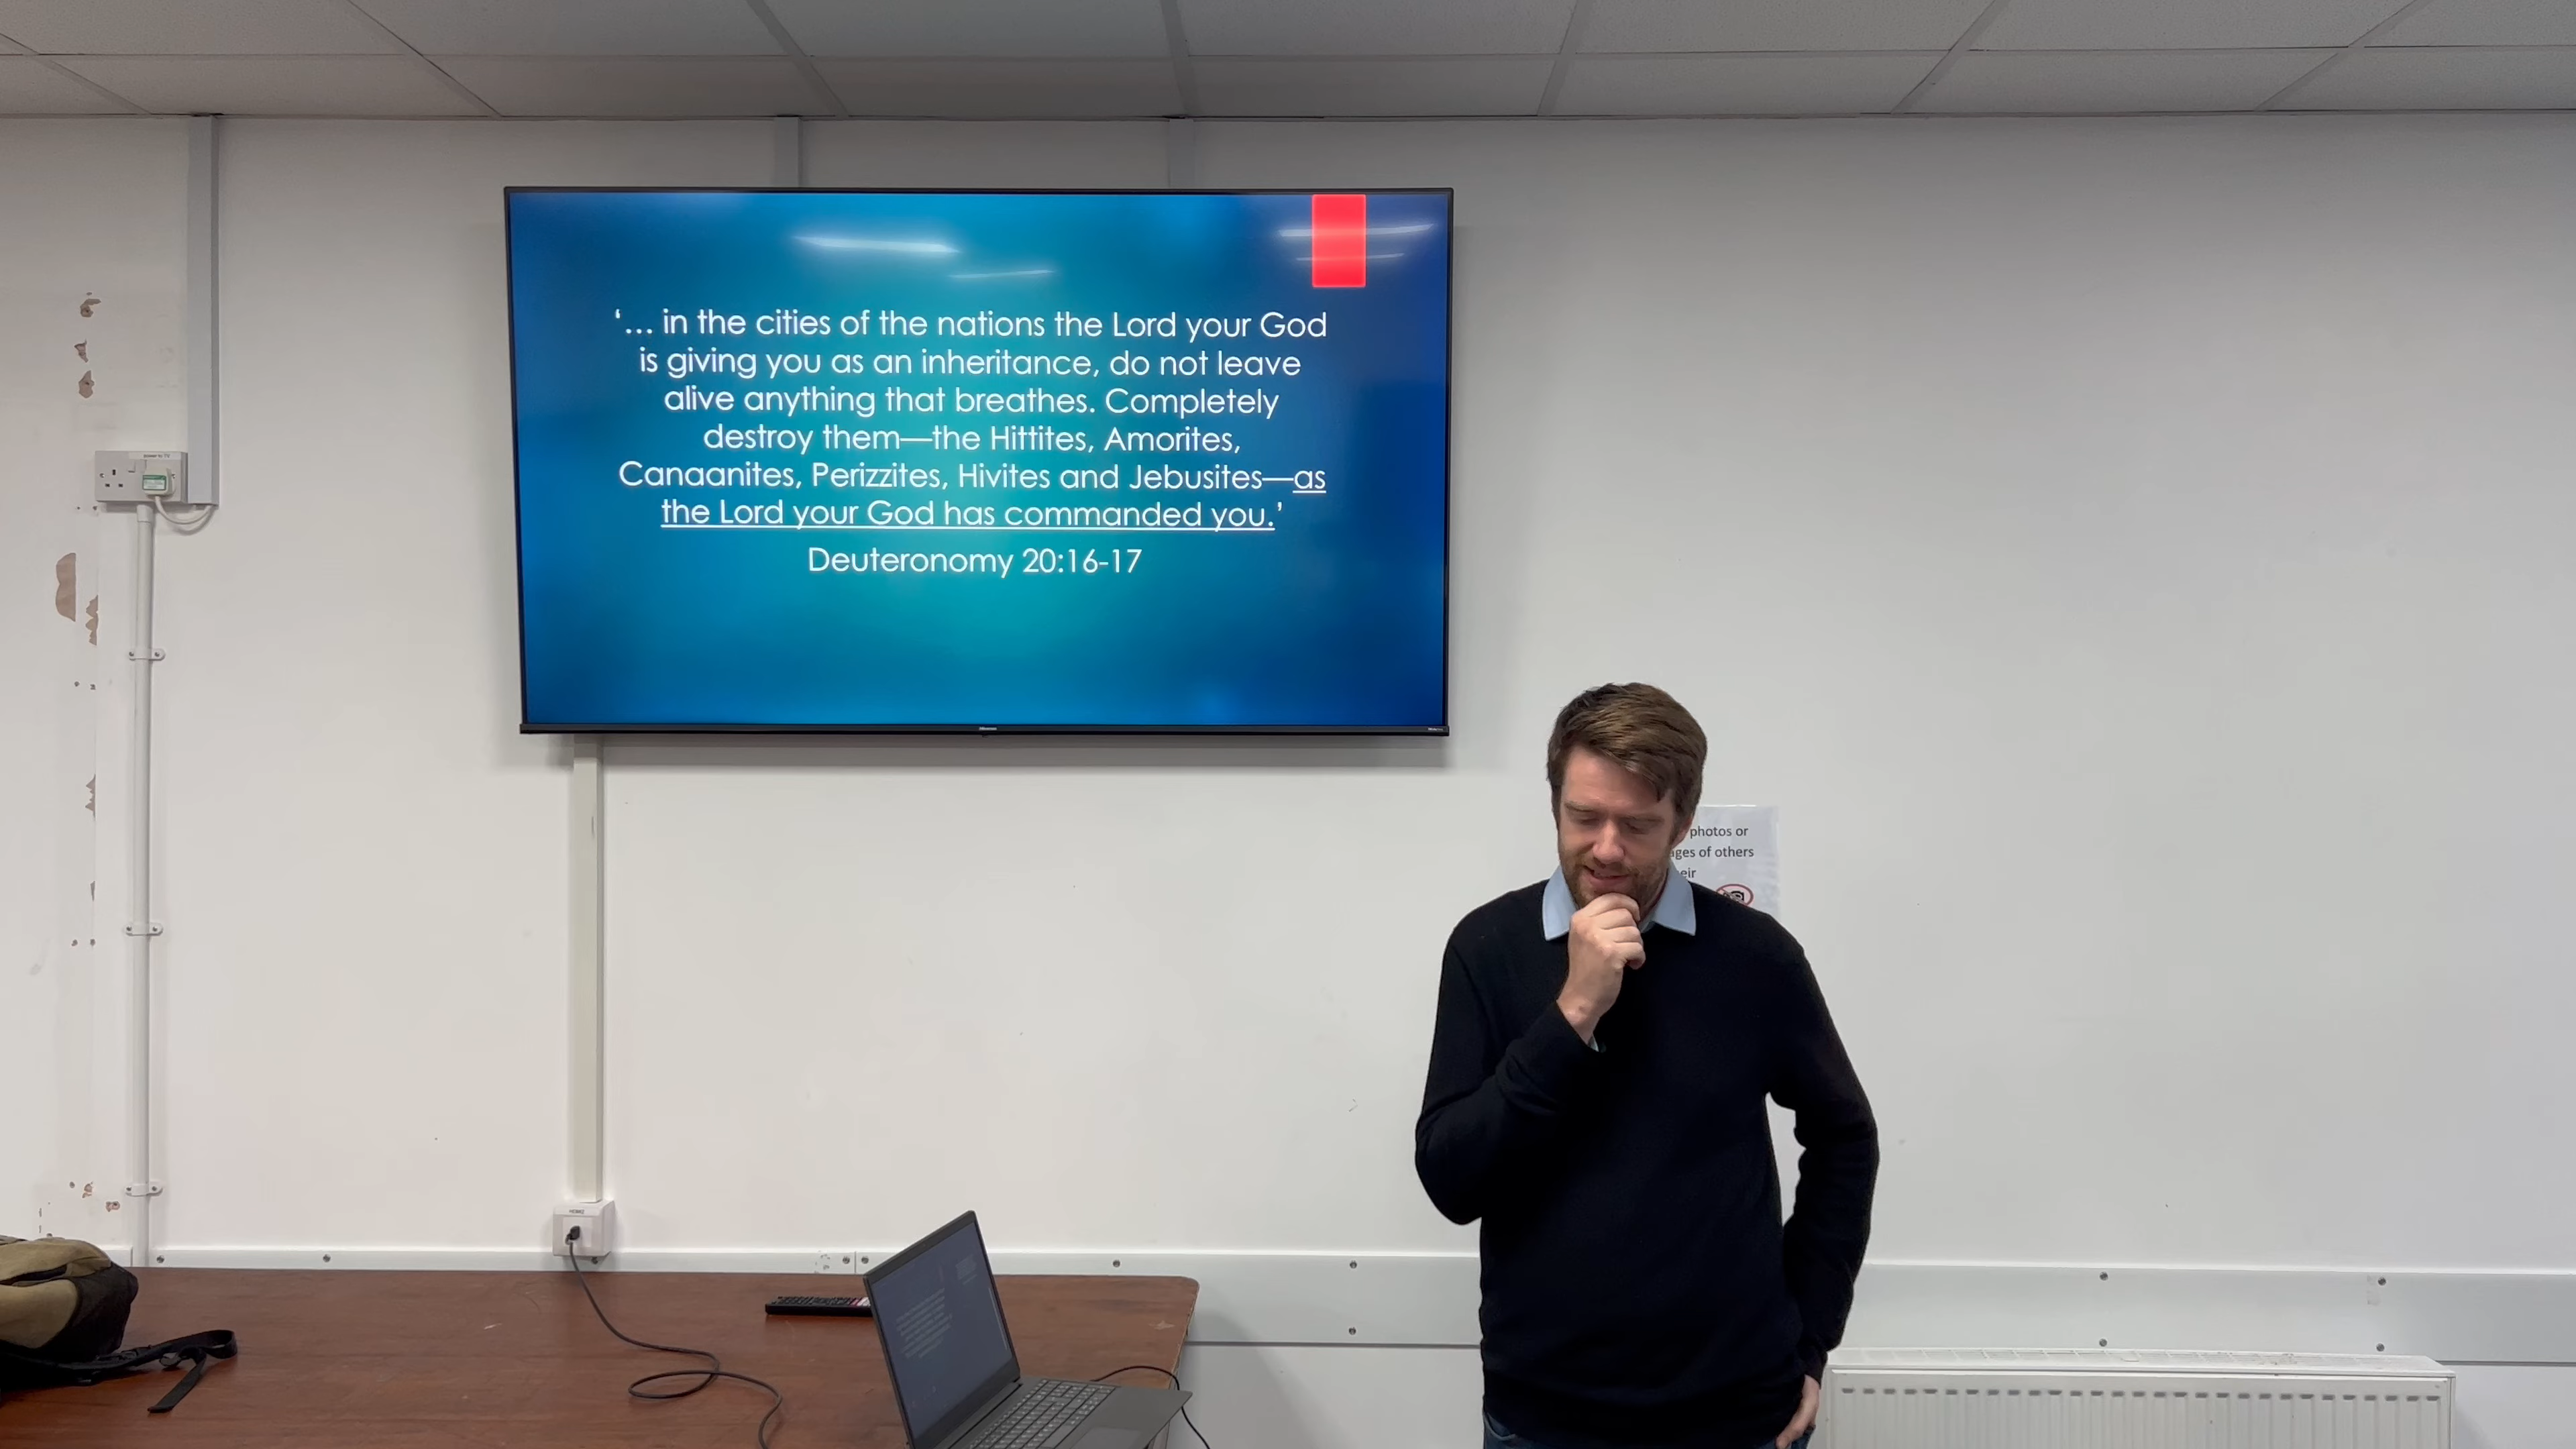 ‘... in the cities of the nations the Lord your God
is giving you as an inheritance, do not leave
alive anything that breathes. Completely
destroy them—the Hittites, Amorites,
Canaanites, Perizzites, Hivites and Jebusites—as
the Lord your God has commanded you.’
Deuteronomy 20:16-17
photos or
of others